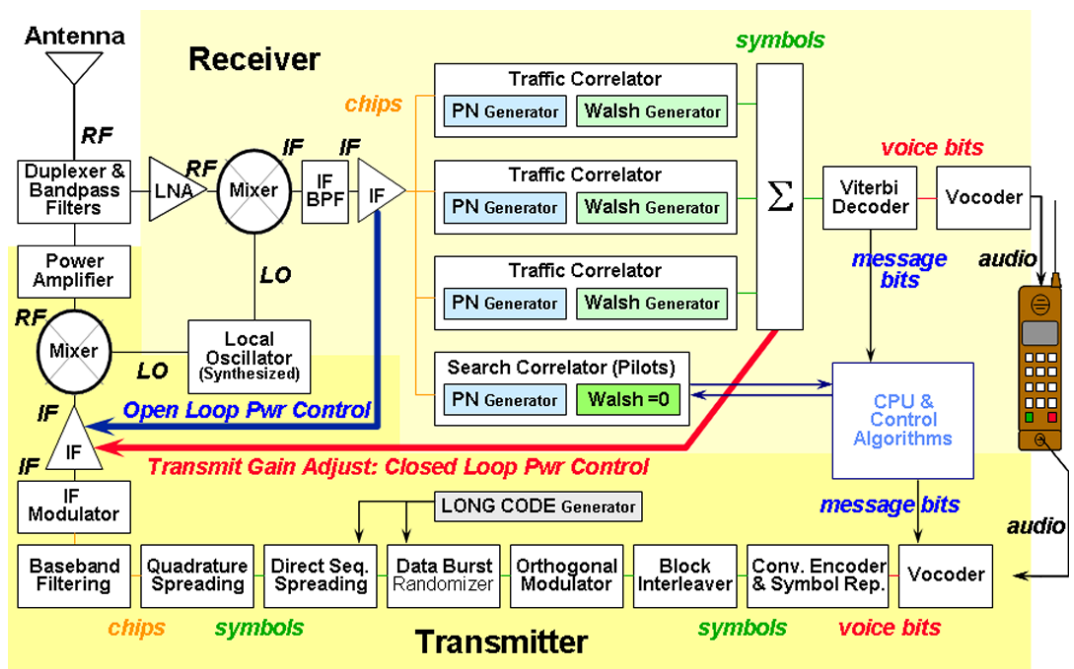 Antenna
Receiver
symbols
Traffic Correlator
chips
PN Generator
Walsh Generator
RF
IF
IF
RF
voice bits
Duplexer &
Bandpass
Filters
LNA
Mixer
IF
BPF
IF
Traffic Correlator
PN Generator
Walsh Generator
Σ
Viterbi
Decoder
Vocoder
Power
Amplifier
LO
message
bits
audio
Traffic Correlator
PN Generator
Walsh Generator
RF
Mixer
LO
Local
Oscillator
(Synthesized)
Search Correlator (Pilots)
PN Generator
Walsh =0
CPU &
Control
Algorithms
IF
Open Loop Pwr Control
IF
IF
Transmit Gain Adjust: Closed Loop Pwr Control
IF
Modulator
LONG CODE Generator
message bits
audio
Baseband
Filtering
Quadrature
Spreading
Direct Seq.
Spreading
Data Burst
Randomizer
Orthogonal
Modulator
Block
Interleaver
Conv. Encoder
& Symbol Rep.
Vocoder
chips
symbols
Transmitter
symbols
voice bits